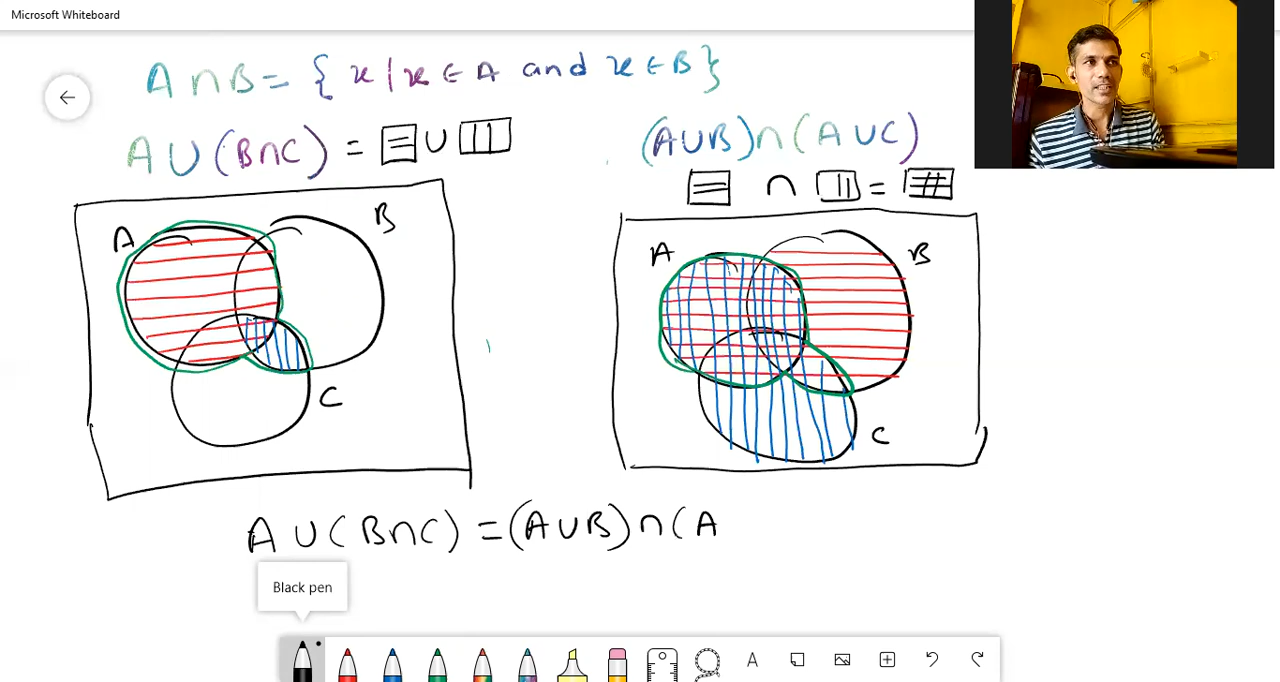 Microsoft Whiteboard
A ∩ B = { x | x ∈ A and x ∈ B }
A ∪ (B ∩ C) = ∪
(A ∪ B) ∩ (A ∪ C)
∩ =
A
B
C
A
B
C
A ∪ (B ∩ C) = (A ∪ B) ∩ (A
Black pen
A